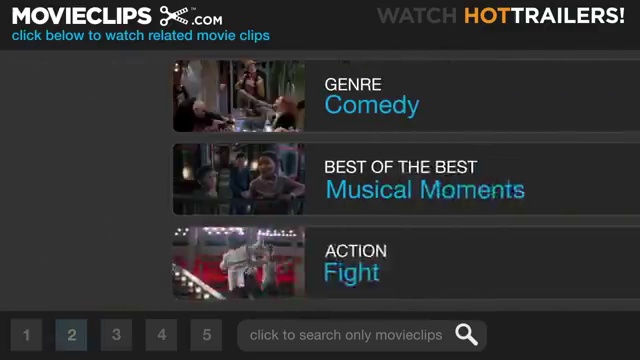 MOVIECLIPS .COM
WATCH HOTTRAILERS!
click below to watch related movie clips
GENRE
Comedy
BEST OF THE BEST
Musical Moments
ACTION
Fight
1 2 3 4 5
click to search only movieclips